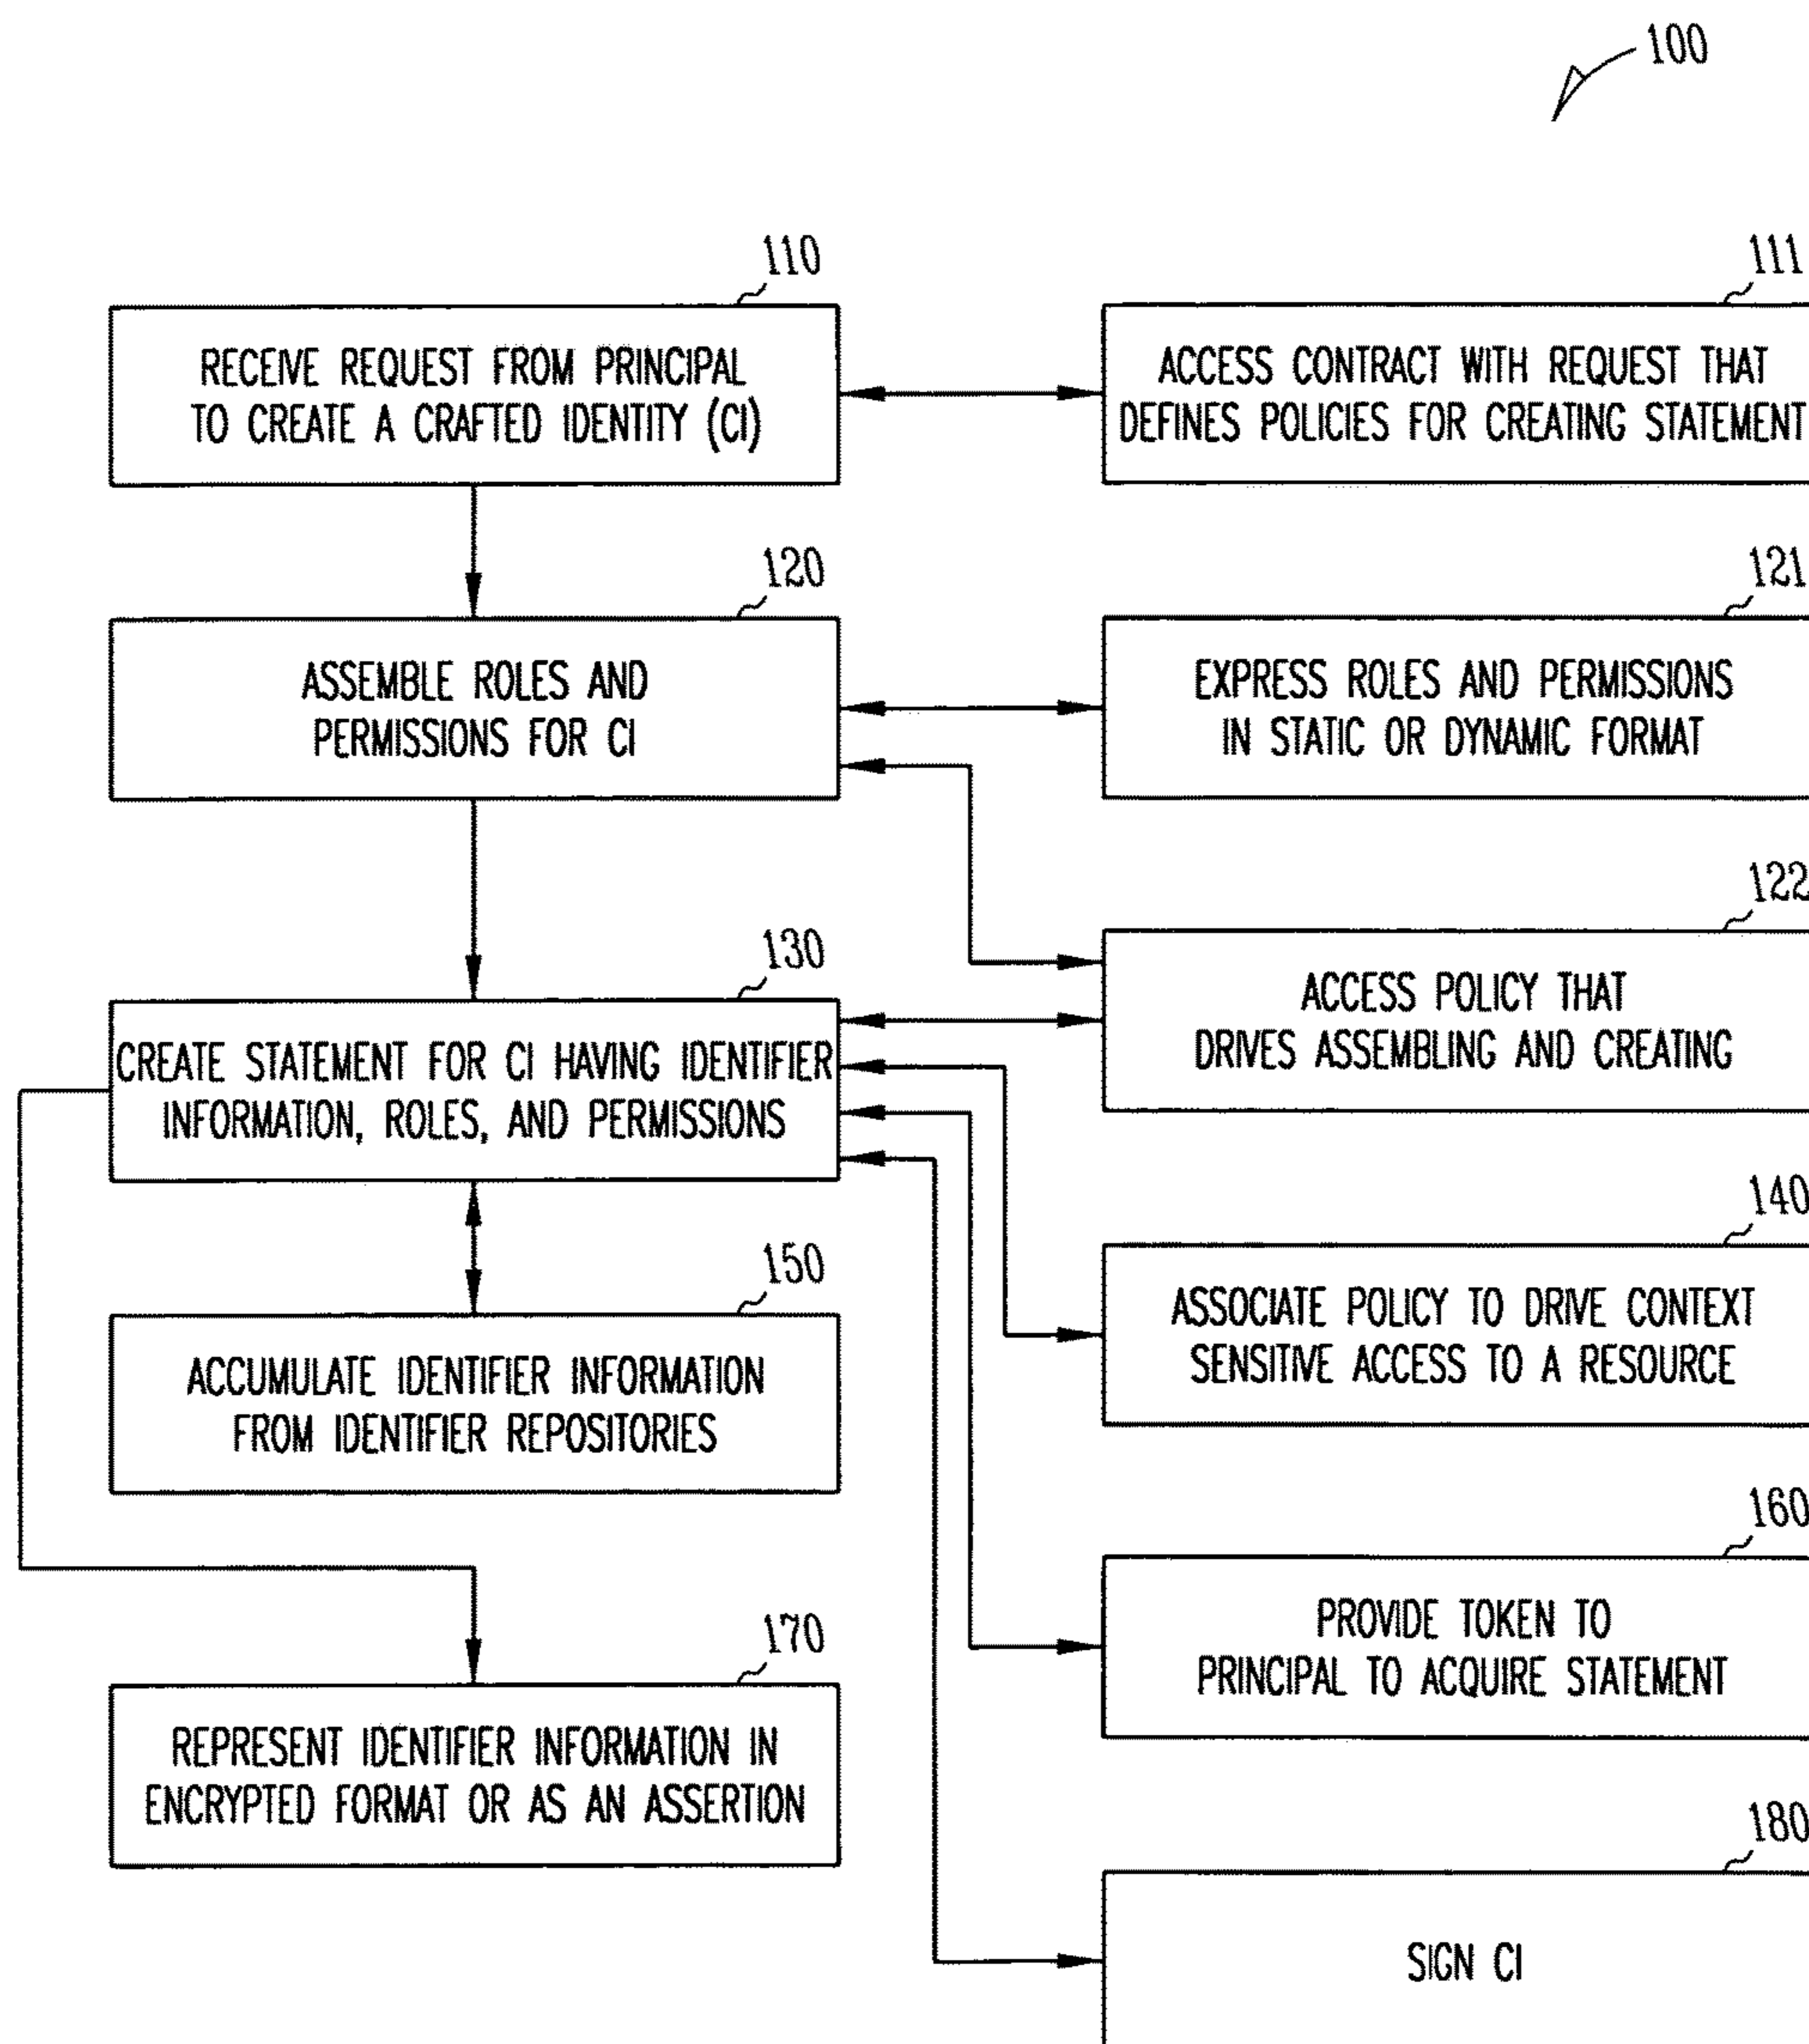 100
110
RECEIVE REQUEST FROM PRINCIPAL
TO CREATE A CRAFTED IDENTITY (CI)
111
ACCESS CONTRACT WITH REQUEST THAT
DEFINES POLICIES FOR CREATING STATEMENT
120
ASSEMBLE ROLES AND
PERMISSIONS FOR CI
121
EXPRESS ROLES AND PERMISSIONS
IN STATIC OR DYNAMIC FORMAT
122
ACCESS POLICY THAT
DRIVES ASSEMBLING AND CREATING
130
CREATE STATEMENT FOR CI HAVING IDENTIFIER
INFORMATION, ROLES, AND PERMISSIONS
140
ASSOCIATE POLICY TO DRIVE CONTEXT
SENSITIVE ACCESS TO A RESOURCE
150
ACCUMULATE IDENTIFIER INFORMATION
FROM IDENTIFIER REPOSITORIES
160
PROVIDE TOKEN TO
PRINCIPAL TO ACQUIRE STATEMENT
170
REPRESENT IDENTIFIER INFORMATION IN
ENCRYPTED FORMAT OR AS AN ASSERTION
180
SIGN CI